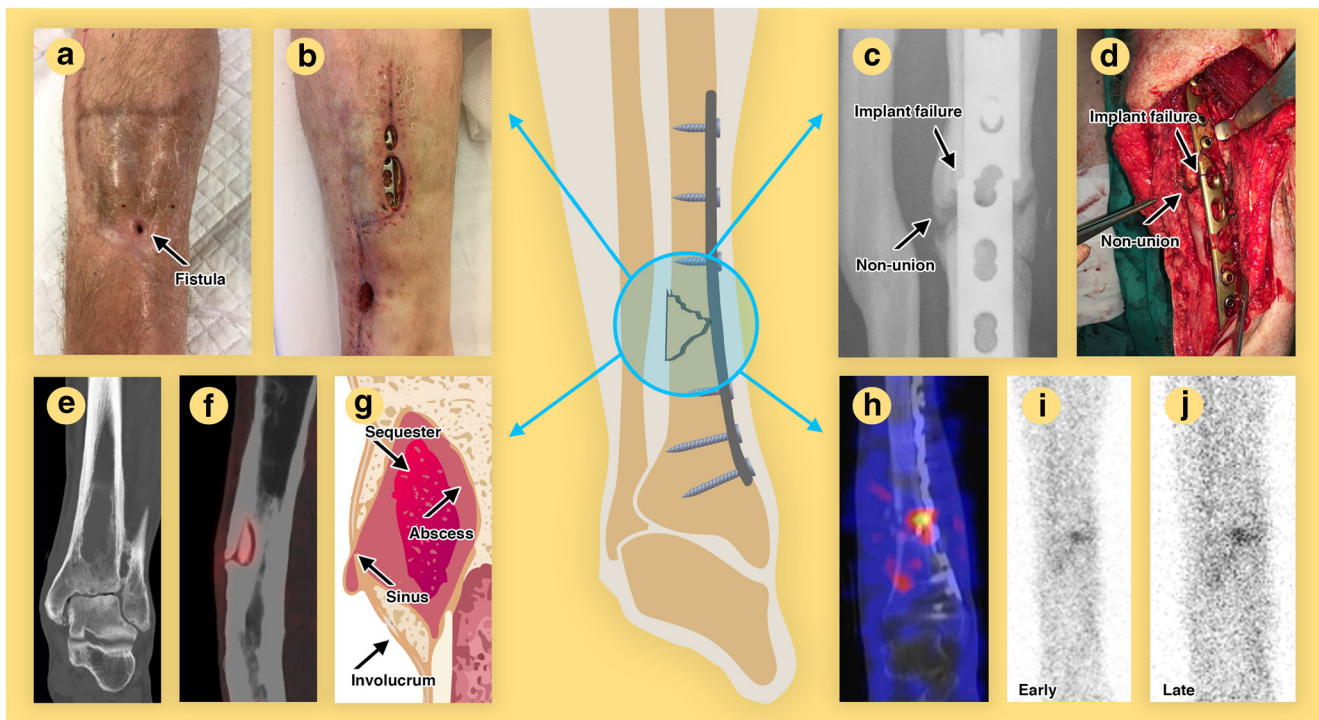 a
b
c
d
Fistula
Implant failure
Non-union
Implant failure
Non-union
e
f
g
h
i
j
Sequester
Abscess
Sinus
Involucrum
Early
Late